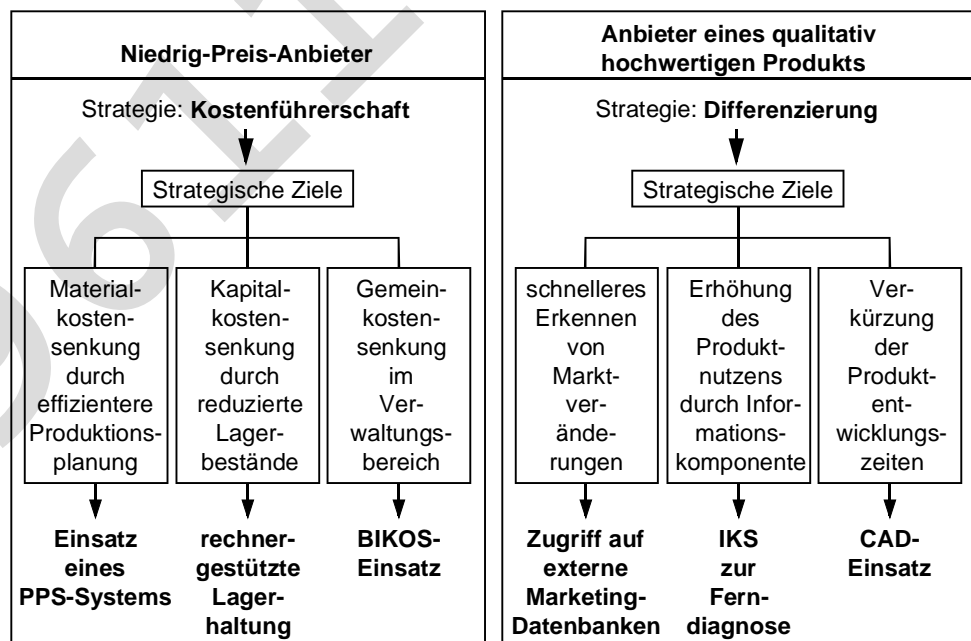 Niedrig-Preis-Anbieter
Strategie: Kostenführerschaft
Strategische Ziele
Material-
kosten-
senkung
durch
effizientere
Produktions-
planung
Kapital-
kosten-
senkung
durch
reduzierte
Lager-
bestände
Gemein-
kosten-
senkung
im
Ver-
waltungs-
bereich
Einsatz
eines
PPS-Systems
rechner-
gestützte
Lager-
haltung
BIKOS-
Einsatz
Anbieter eines qualitativ
hochwertigen Produkts
Strategie: Differenzierung
Strategische Ziele
schnelleres
Erkennen
von
Markt-
ver-
ände-
rungen
Erhöhung
des
Produkt-
nutzens
durch Infor-
mations-
komponente
Ver-
kürzung
der
Produkt-
ent-
wicklungs-
zeiten
Zugriff auf
externe
Marketing-
Datenbanken
IKS
zur
Fern-
diagnose
CAD-
Einsatz